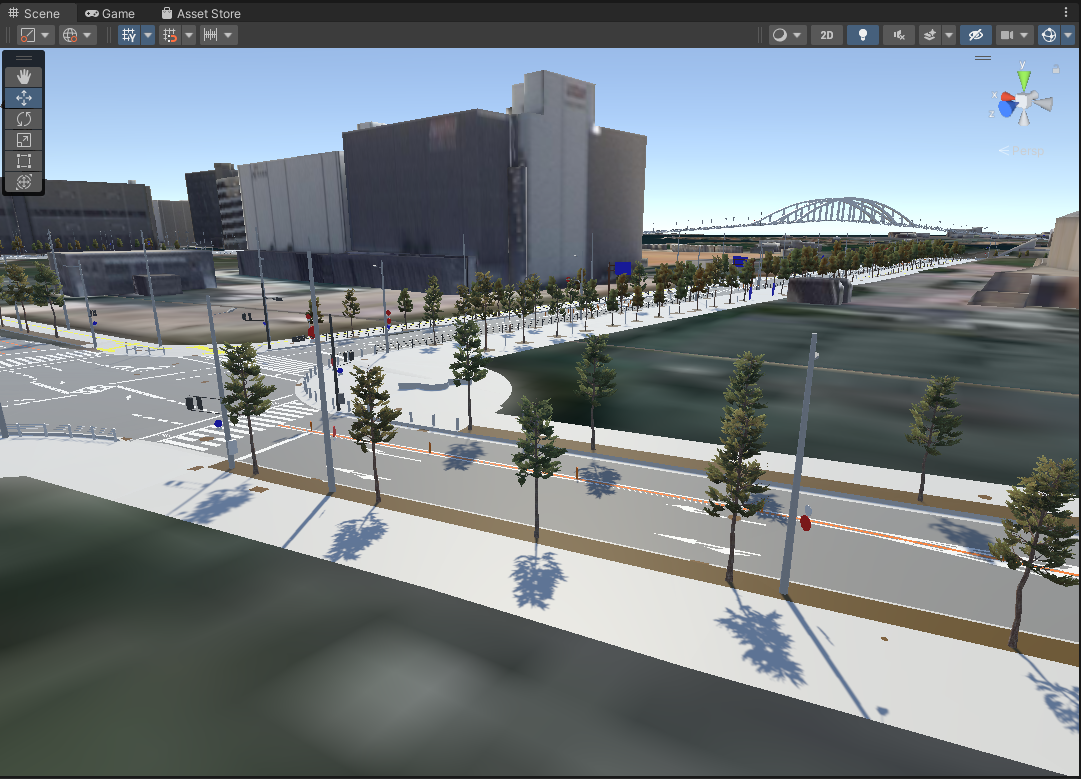 Scene
Game
Asset Store
2D
y
x
z
Persp